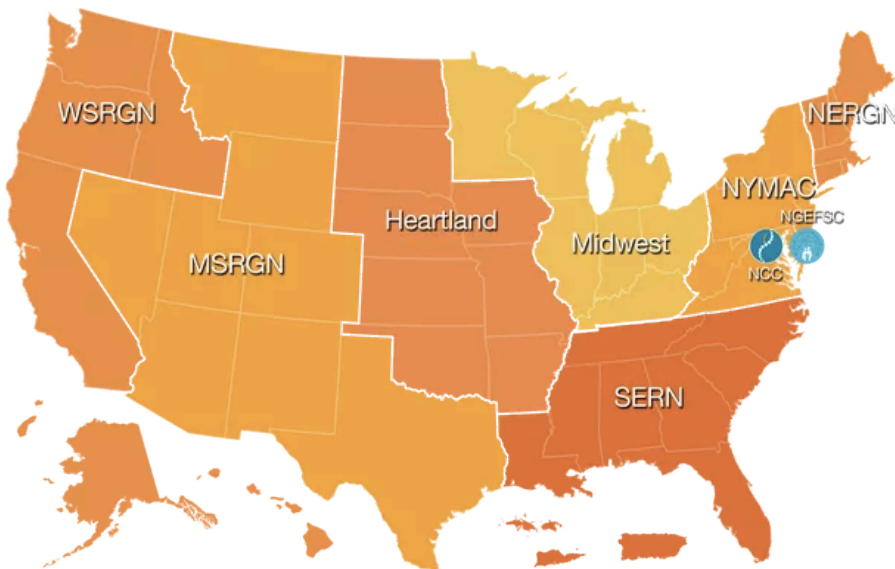 WSRGN
NERGN
NYMAC
NGEFSC
Heartland
Midwest
MSRGN
NCC
SERN